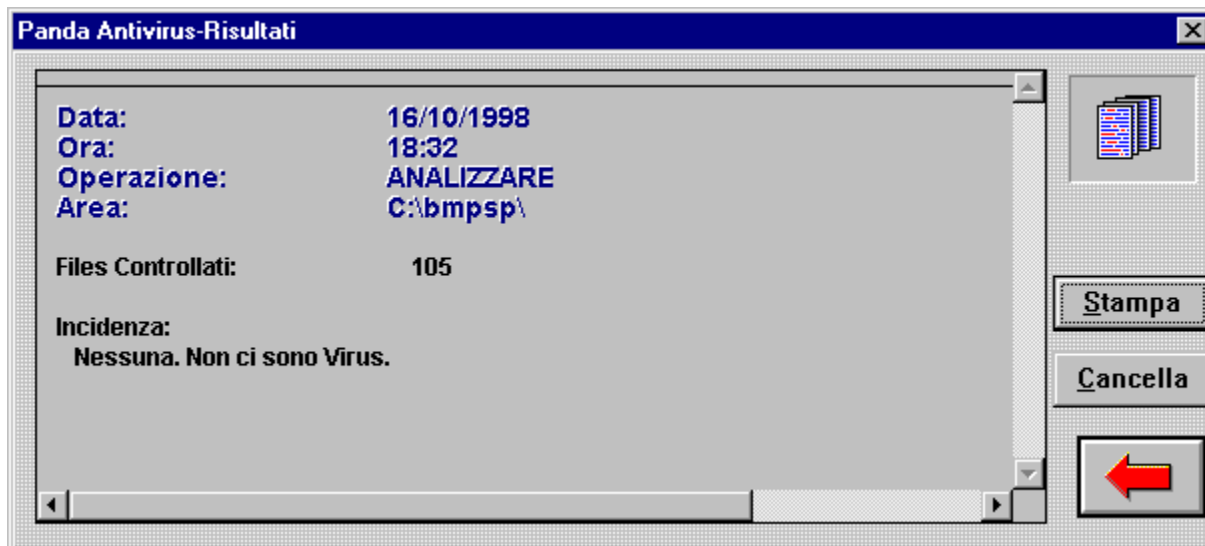 Panda Antivirus-Risultati
Data: 16/10/1998
Ora: 18:32
Operazione: ANALIZZARE
Area: C:\bmpsp\
Files Controllati: 105
Incidenza:
Nessuna. Non ci sono Virus.
Stampa
Cancella